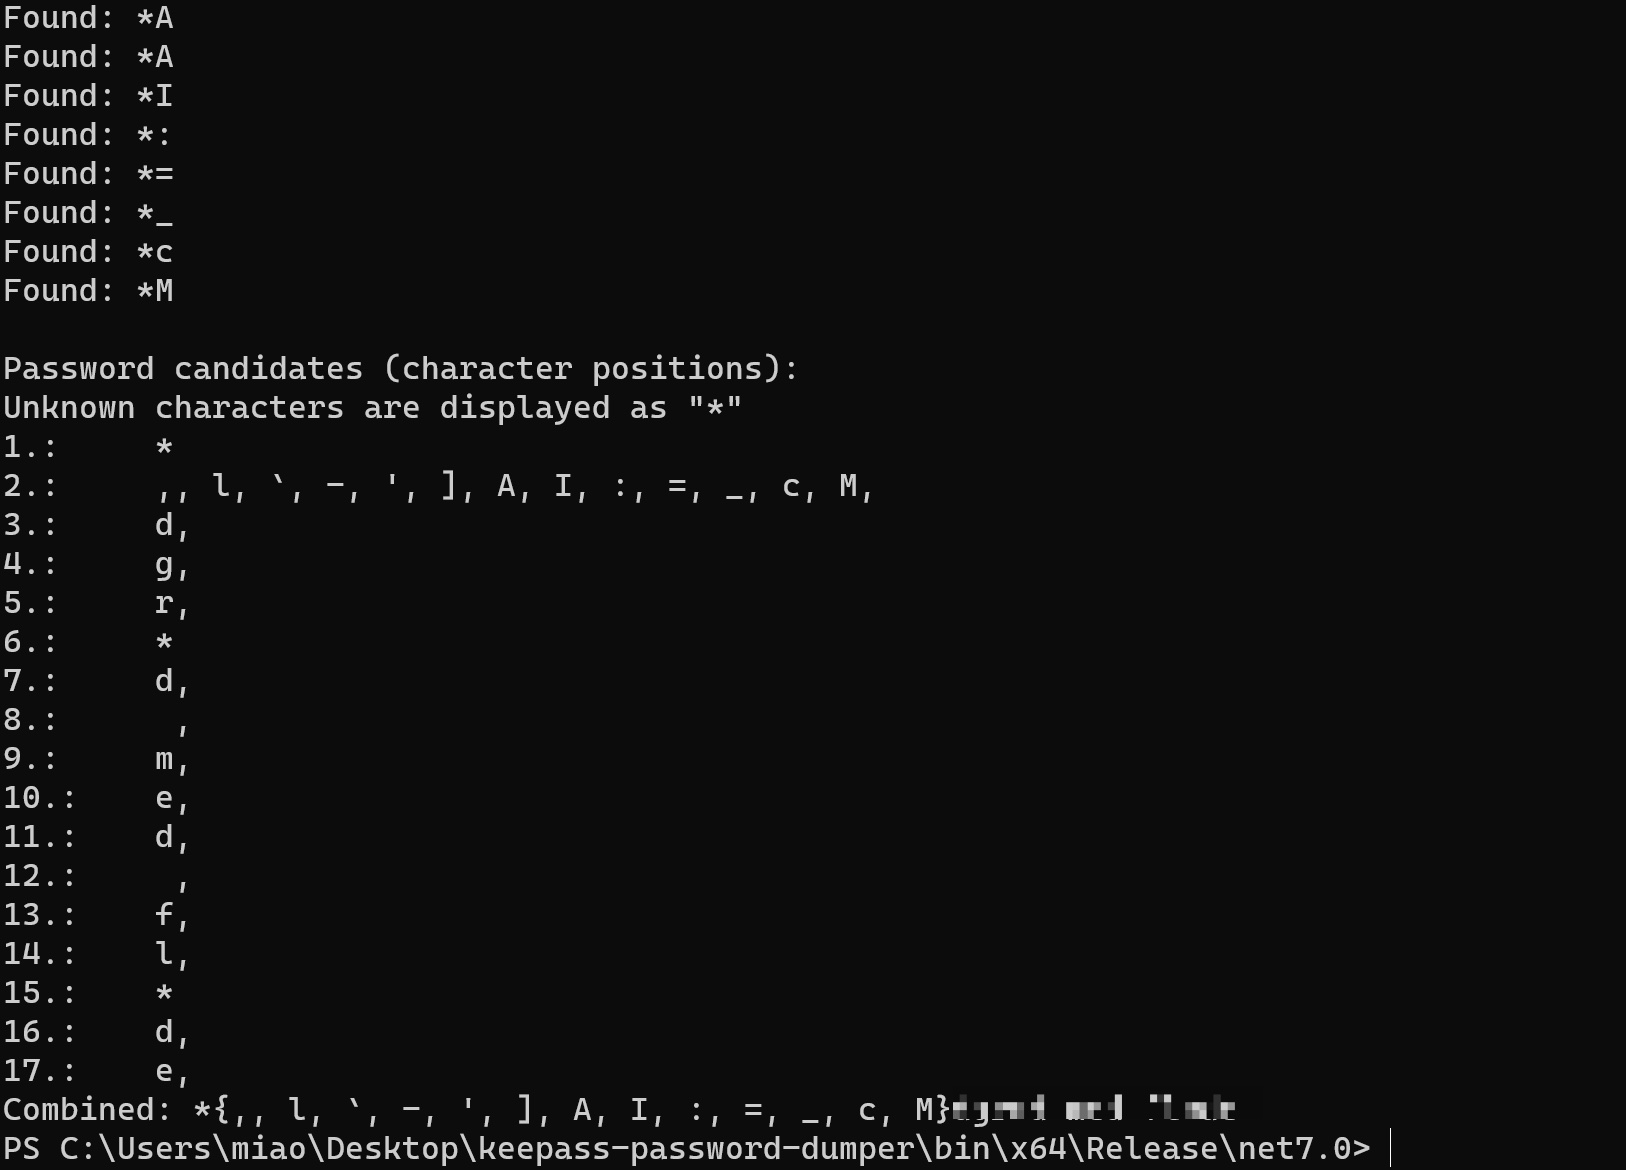 Found: *A
Found: *A
Found: *I
Found: *:
Found: *=
Found: *_
Found: *c
Found: *M
Password candidates (character positions):
Unknown characters are displayed as "*"
1.: *
2.: ,, l, `, -, ', ], A, I, :, =, _, c, M,
3.: d,
4.: g,
5.: r,
6.: *
7.: d,
8.: ,
9.: m,
10.: e,
11.: d,
12.: ,
13.: f,
14.: l,
15.: *
16.: d,
17.: e,
Combined: *{,, l, `, -, ', ], A, I, :, =, _, c, M}
PS C:\Users\miao\Desktop\keepass-password-dumper\bin\x64\Release\net7.0>